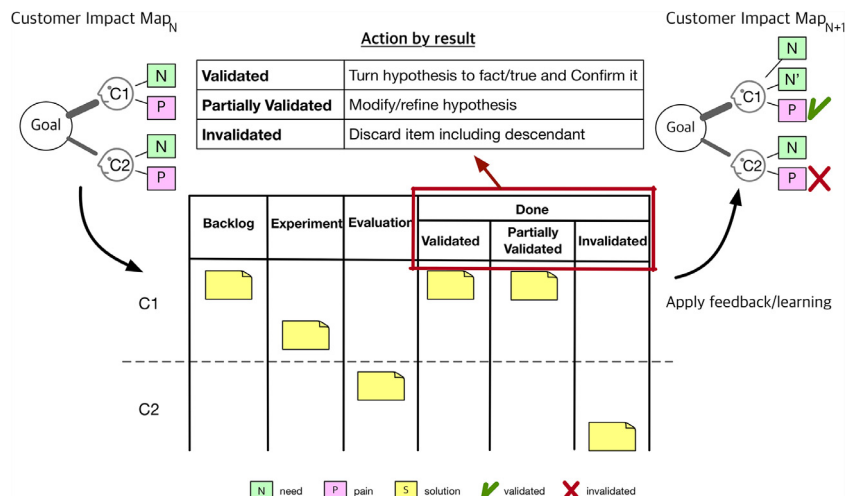 Customer Impact Map N
Customer Impact Map N+1
Action by result
Validated
Turn hypothesis to fact/true and Confirm it
Partially Validated
Modify/refine hypothesis
Invalidated
Discard item including descendant
Goal
C1
N
P
C2
N
P
Goal
C1
N
N'
P
C2
N
P
Backlog
Experiment
Evaluation
Done
Validated
Partially
Validated
Invalidated
C1
C2
Apply feedback/learning
N need
P pain
S solution
validated
invalidated